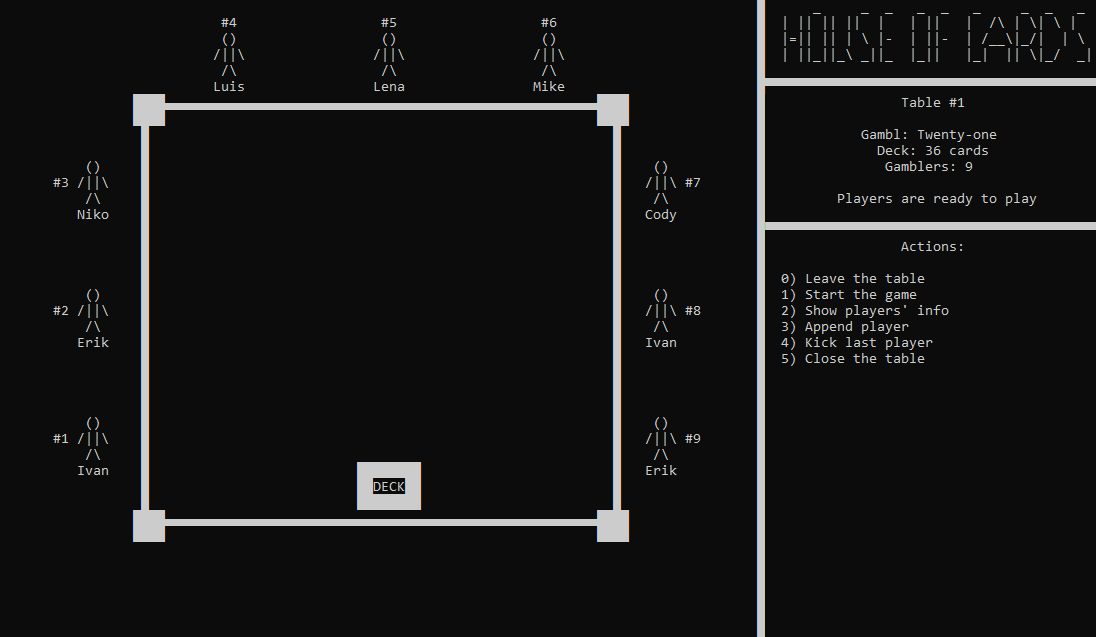 #4 #5 #6
Luis Lena Mike
#3 #7
Niko Cody
#2 #8
Erik Ivan
#1 #9
Ivan Erik
DECK
Table #1
Gambl: Twenty-one
Deck: 36 cards
Gamblers: 9
Players are ready to play
Actions:
0) Leave the table
1) Start the game
2) Show players' info
3) Append player
4) Kick last player
5) Close the table